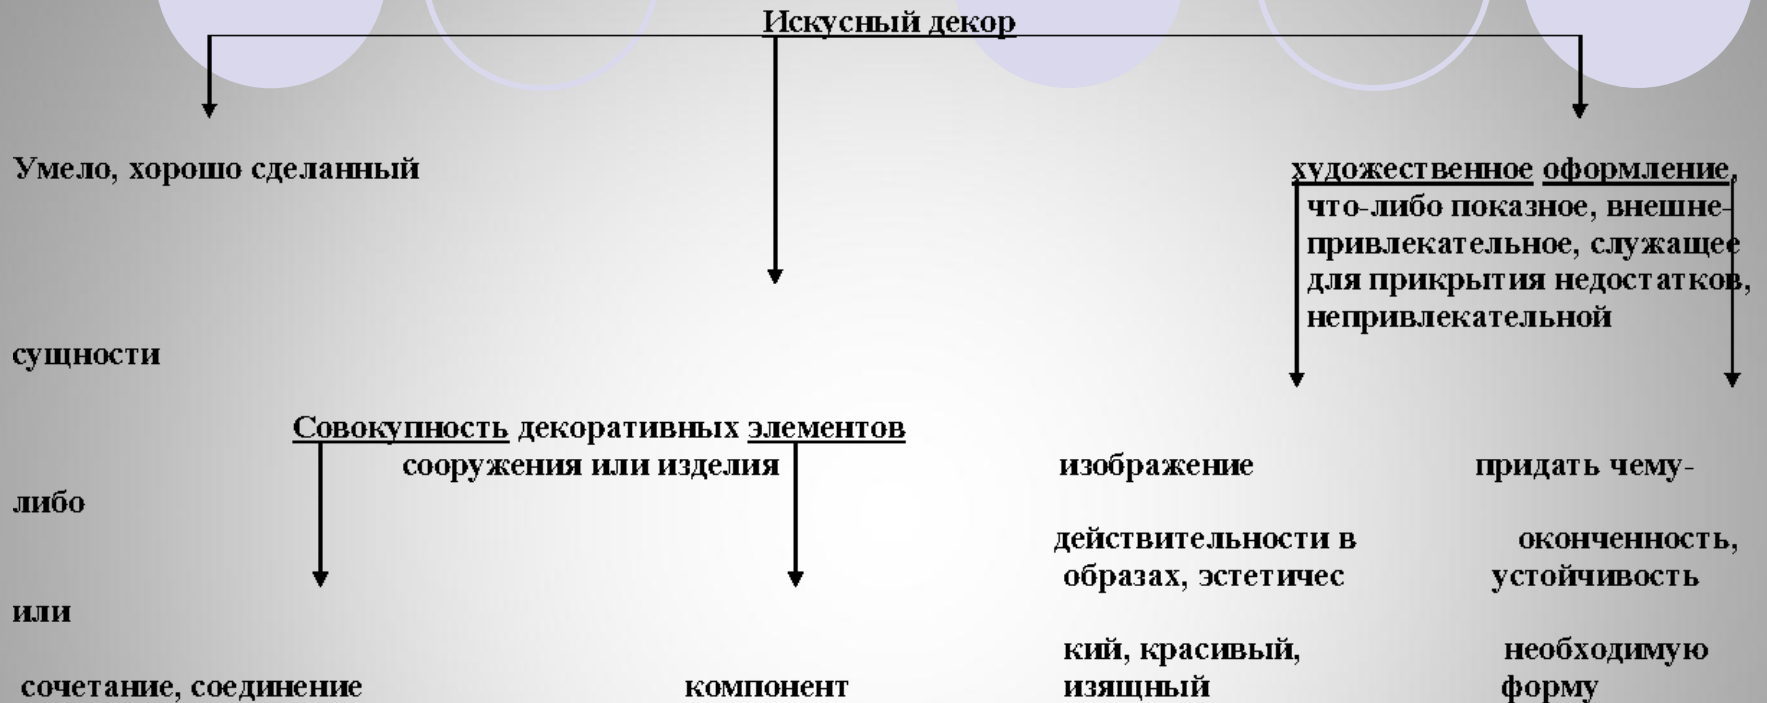 Искусный декор
Умело, хорошо сделанный художественное оформление,
что-либо показное, внешне-
привлекательное, служащее
для прикрытия недостатков,
непривлекательной
сущности
Совокупность декоративных элементов
сооружения или изделия изображение придать чему-
либо
действительности в оконченность,
образах, эстетичес устойчивость
или
кий, красивый, необходимую
сочетание, соединение компонент изящный форму